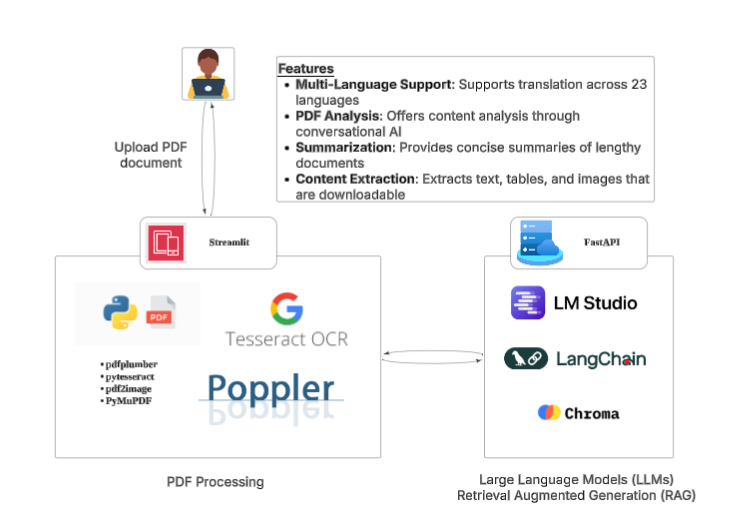 Features
• Multi-Language Support: Supports translation across 23
languages
• PDF Analysis: Offers content analysis through
conversational AI
• Summarization: Provides concise summaries of lengthy
documents
• Content Extraction: Extracts text, tables, and images that
are downloadable
Upload PDF
document
Streamlit
PDF
Tesseract OCR
• pdfplumber
• pytesseract
• pdf2image
• PyMuPDF
Poppler
PDF Processing
FastAPI
LM Studio
LangChain
Chroma
Large Language Models (LLMs)
Retrieval Augmented Generation (RAG)